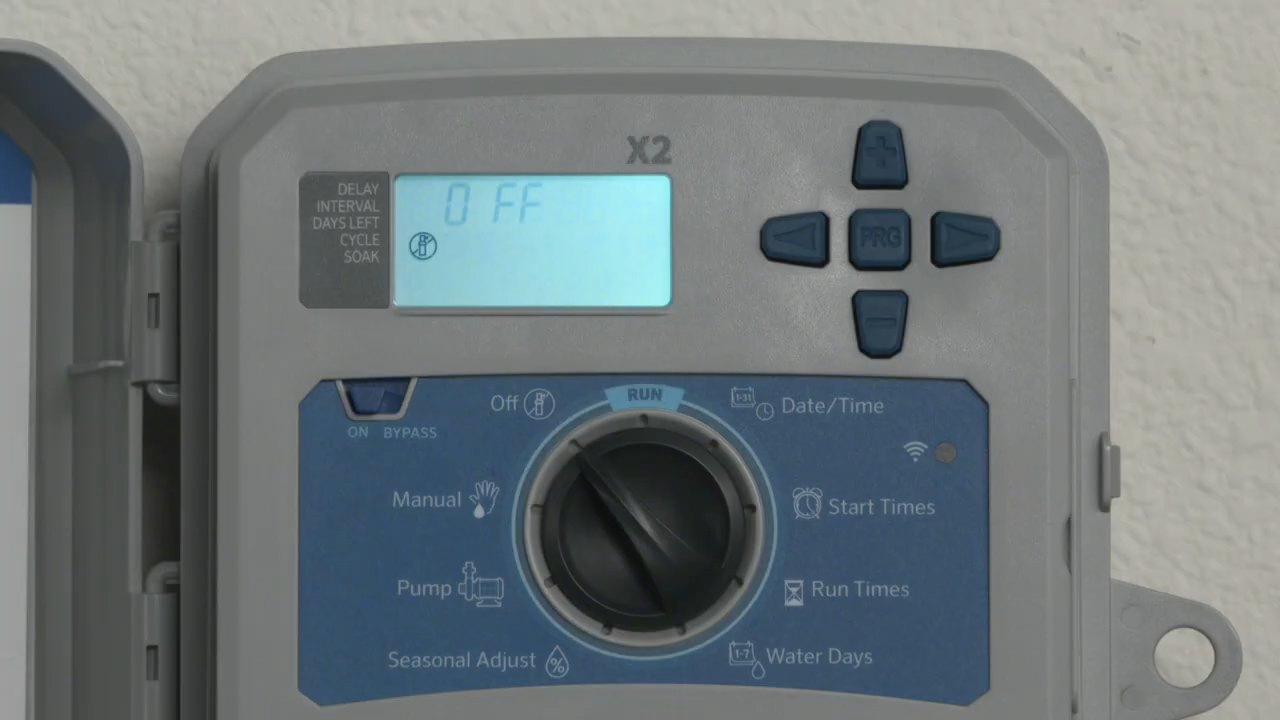 X2
DELAY
INTERVAL
DAYS LEFT
CYCLE
SOAK
OFF
+
PRG
−
ON BYPASS
Off
RUN
1-31
Date/Time
Manual
Start Times
Pump
Run Times
Seasonal Adjust %
1-7
Water Days